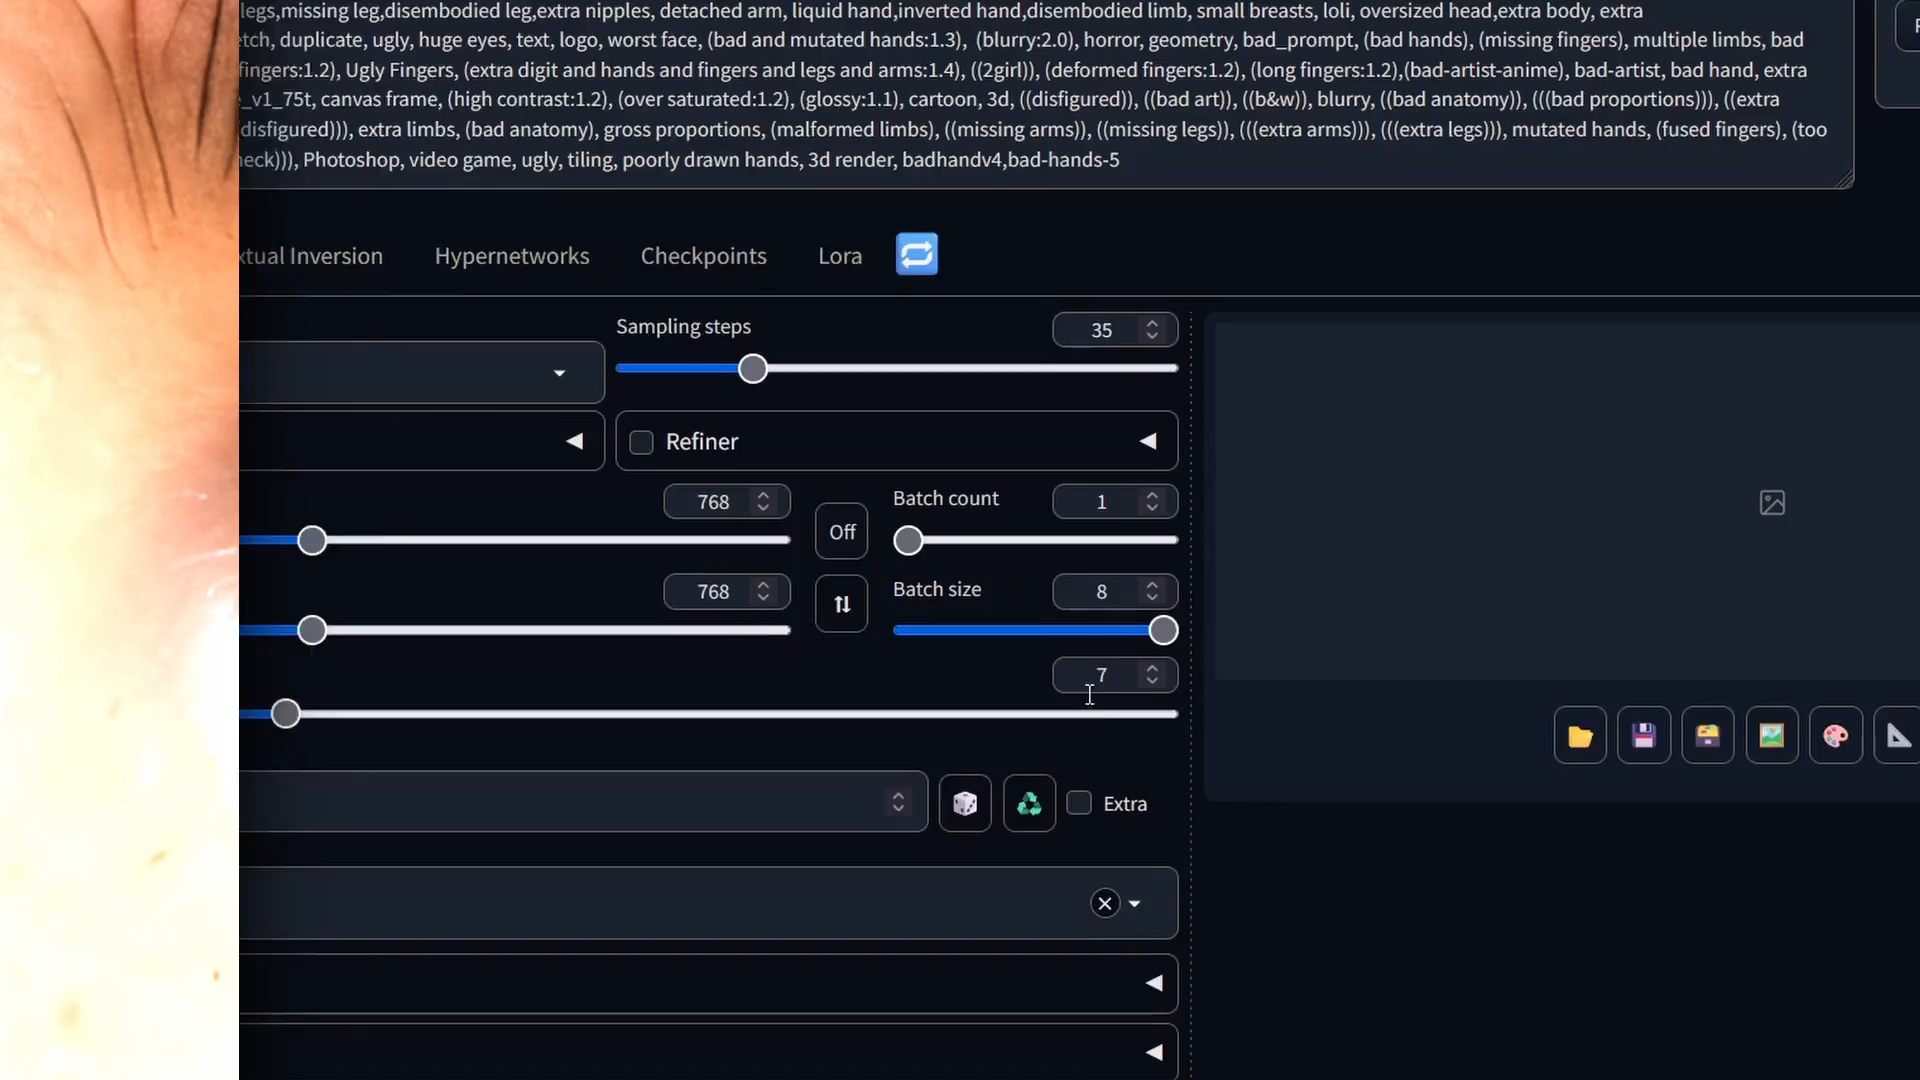 legs,missing leg,disembodied leg,extra nipples, detached arm, liquid hand,inverted hand,disembodied limb, small breasts, loli, oversized head,extra body, extra
etch, duplicate, ugly, huge eyes, text, logo, worst face, (bad and mutated hands:1.3),  (blurry:2.0), horror, geometry, bad_prompt, (bad hands), (missing fingers), multiple limbs, bad
fingers:1.2), Ugly Fingers, (extra digit and hands and fingers and legs and arms:1.4), ((2girl)), (deformed fingers:1.2), (long fingers:1.2),(bad-artist-anime), bad-artist, bad hand, extra
_v1_75t, canvas frame, (high contrast:1.2), (over saturated:1.2), (glossy:1.1), cartoon, 3d, ((disfigured)), ((bad art)), ((b&w)), blurry, ((bad anatomy)), (((bad proportions))), ((extra
disfigured))), extra limbs, (bad anatomy), gross proportions, (malformed limbs), ((missing arms)), ((missing legs)), (((extra arms))), (((extra legs))), mutated hands, (fused fingers), (too
neck))), Photoshop, video game, ugly, tiling, poorly drawn hands, 3d render, badhandv4,bad-hands-5
xtual Inversion Hypernetworks Checkpoints Lora
Sampling steps 35
Refiner
768 Off Batch count 1
768 Batch size 8
7
Extra